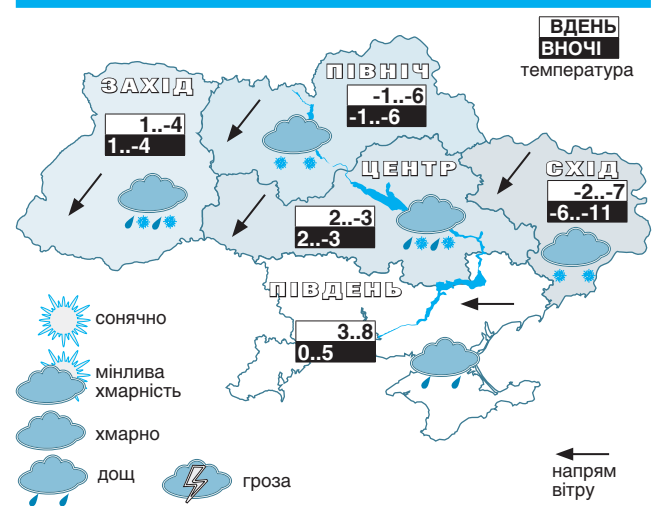 ВДЕНЬ
ВНОЧІ
температура
ПІВНІЧ
-1..-6
-1..-6
ЗАХІД
1..-4
1..-4
ЦЕНТР
2..-3
2..-3
СХІД
-2..-7
-6..-11
ПІВДЕНЬ
3..8
0..5
сонячно
мінлива
хмарність
хмарно
дощ
гроза
напрям
вітру